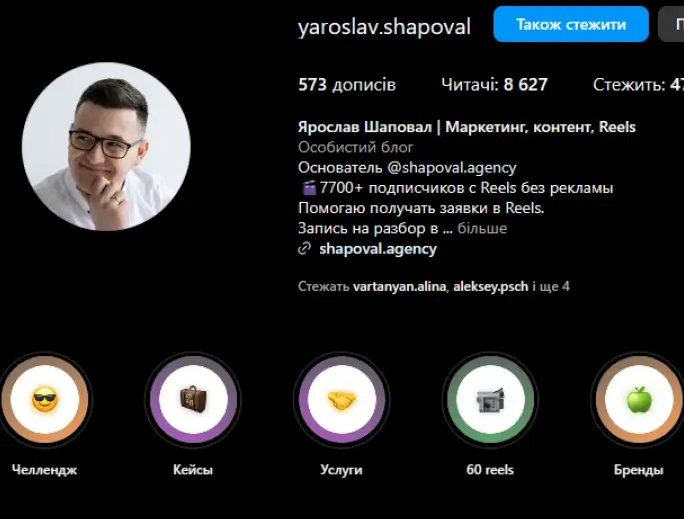 yaroslav.shapoval
Також стежити
573 дописів Читачі: 8 627 Стежить: 47
Ярослав Шаповал | Маркетинг, контент, Reels
Особистий блог
Основатель @shapoval.agency
🎬7700+ подписчиков с Reels без рекламы
Помогаю получать заявки в Reels.
Запись на разбор в ... більше
shapoval.agency
Стежать vartanyan.alina, aleksey.psch і ще 4
Челлендж Кейсы Услуги 60 reels Бренды